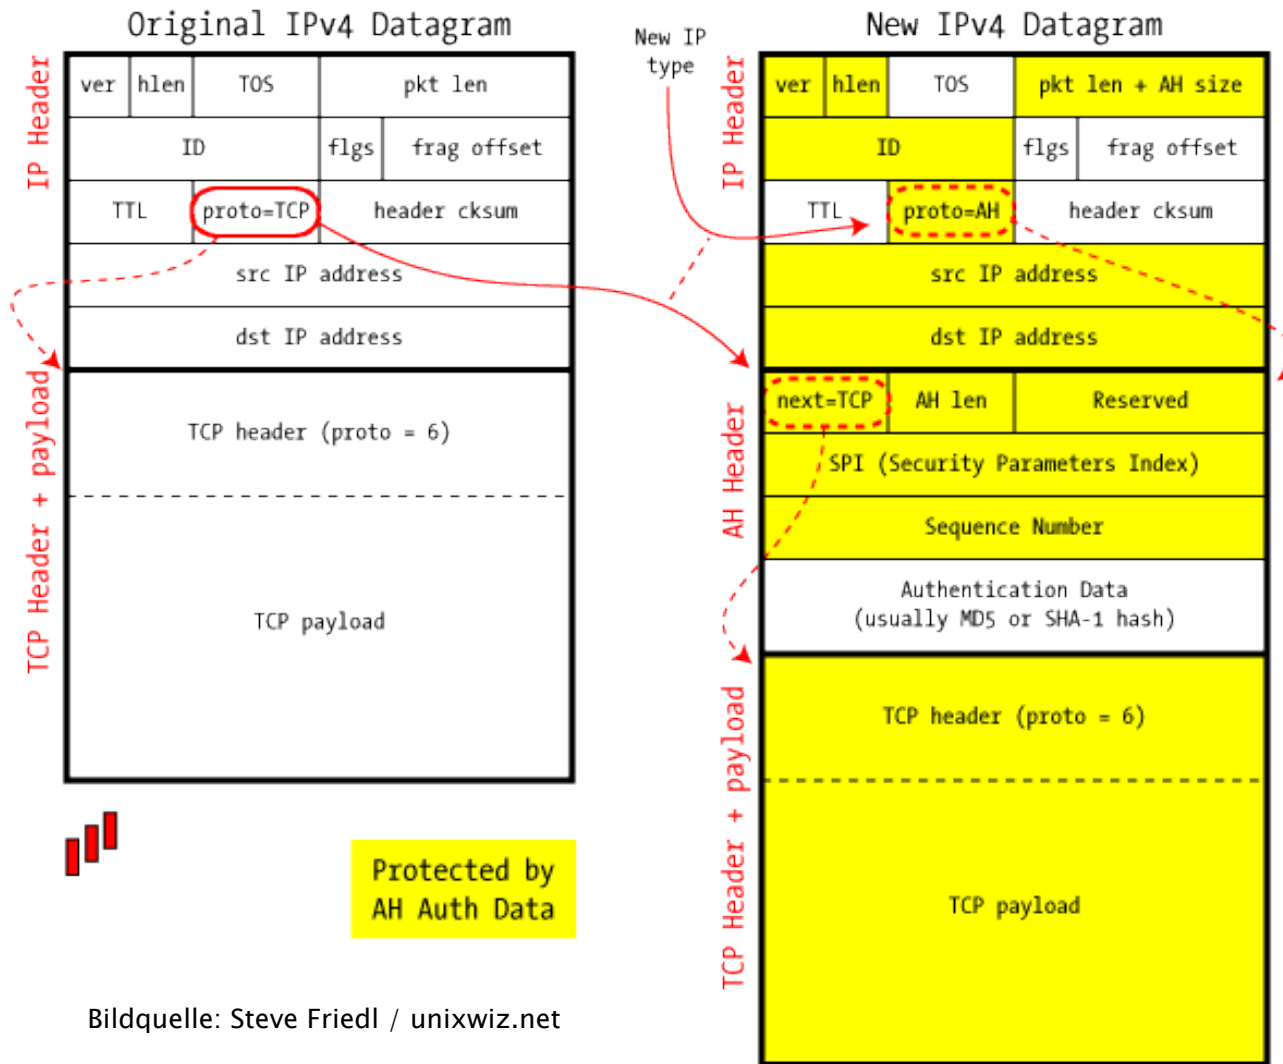 Original IPv4 Datagram
IP Header
ver hlen TOS pkt len
ID flgs frag offset
TTL proto=TCP header cksum
src IP address
dst IP address
TCP Header + payload
TCP header (proto = 6)
TCP payload
New IP
type
New IPv4 Datagram
IP Header
ver hlen TOS pkt len + AH size
ID flgs frag offset
TTL proto=AH header cksum
src IP address
dst IP address
AH Header
next=TCP AH len Reserved
SPI (Security Parameters Index)
Sequence Number
Authentication Data
(usually MD5 or SHA-1 hash)
TCP Header + payload
TCP header (proto = 6)
TCP payload
Protected by
AH Auth Data
Bildquelle: Steve Friedl / unixwiz.net